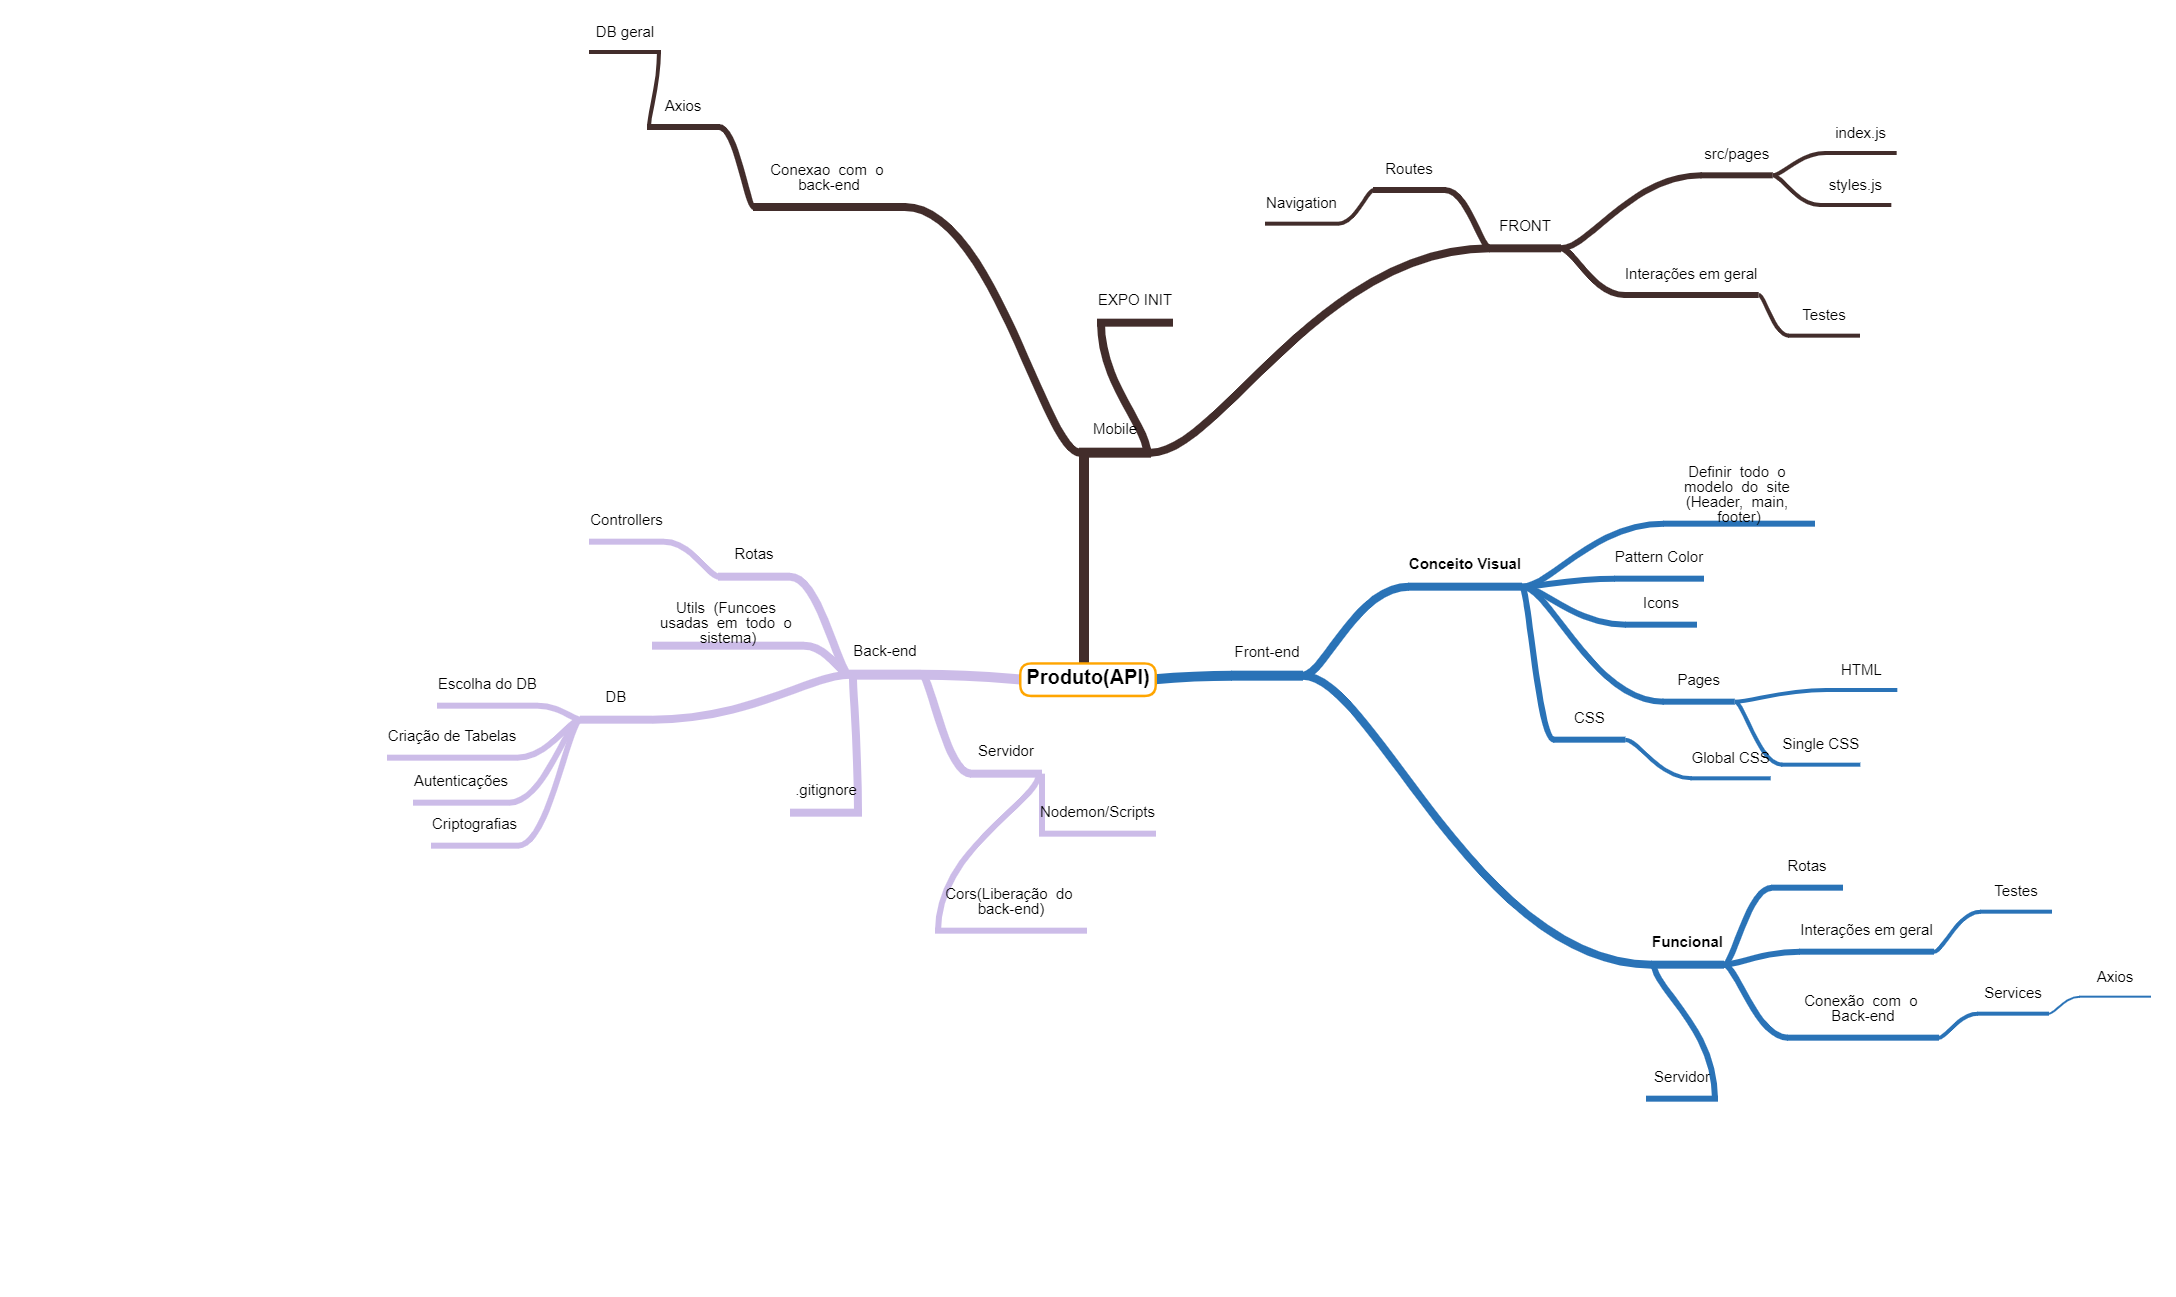 DB geral
Axios
Conexao com o
back-end
index.js
src/pages
Routes
styles.js
Navigation
FRONT
Interações em geral
EXPO INIT
Testes
Mobile
Definir todo o
modelo do site
(Header, main,
footer)
Controllers
Rotas
Conceito Visual
Pattern Color
Icons
Utils (Funcoes
usadas em todo o
sistema)
Back-end
Front-end
Produto(API)
HTML
Pages
Escolha do DB
DB
CSS
Criação de Tabelas
Servidor
Single CSS
Global CSS
Autenticações
.gitignore
Nodemon/Scripts
Criptografias
Rotas
Cors(Liberação do
back-end)
Testes
Interações em geral
Funcional
Axios
Services
Conexão com o
Back-end
Servidor